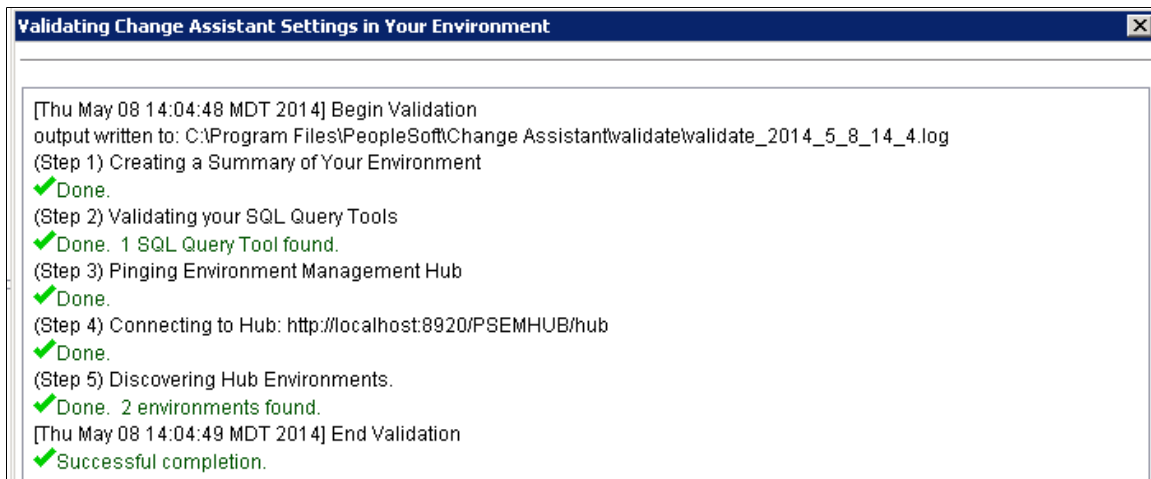 Validating Change Assistant Settings in Your Environment
[Thu May 08 14:04:48 MDT 2014] Begin Validation
output written to: C:\Program Files\PeopleSoft\Change Assistant\validate\validate_2014_5_8_14_4.log
(Step 1) Creating a Summary of Your Environment
Done.
(Step 2) Validating your SQL Query Tools
Done. 1 SQL Query Tool found.
(Step 3) Pinging Environment Management Hub
Done.
(Step 4) Connecting to Hub: http://localhost:8920/PSEMHUB/hub
Done.
(Step 5) Discovering Hub Environments.
Done. 2 environments found.
[Thu May 08 14:04:49 MDT 2014] End Validation
Successful completion.